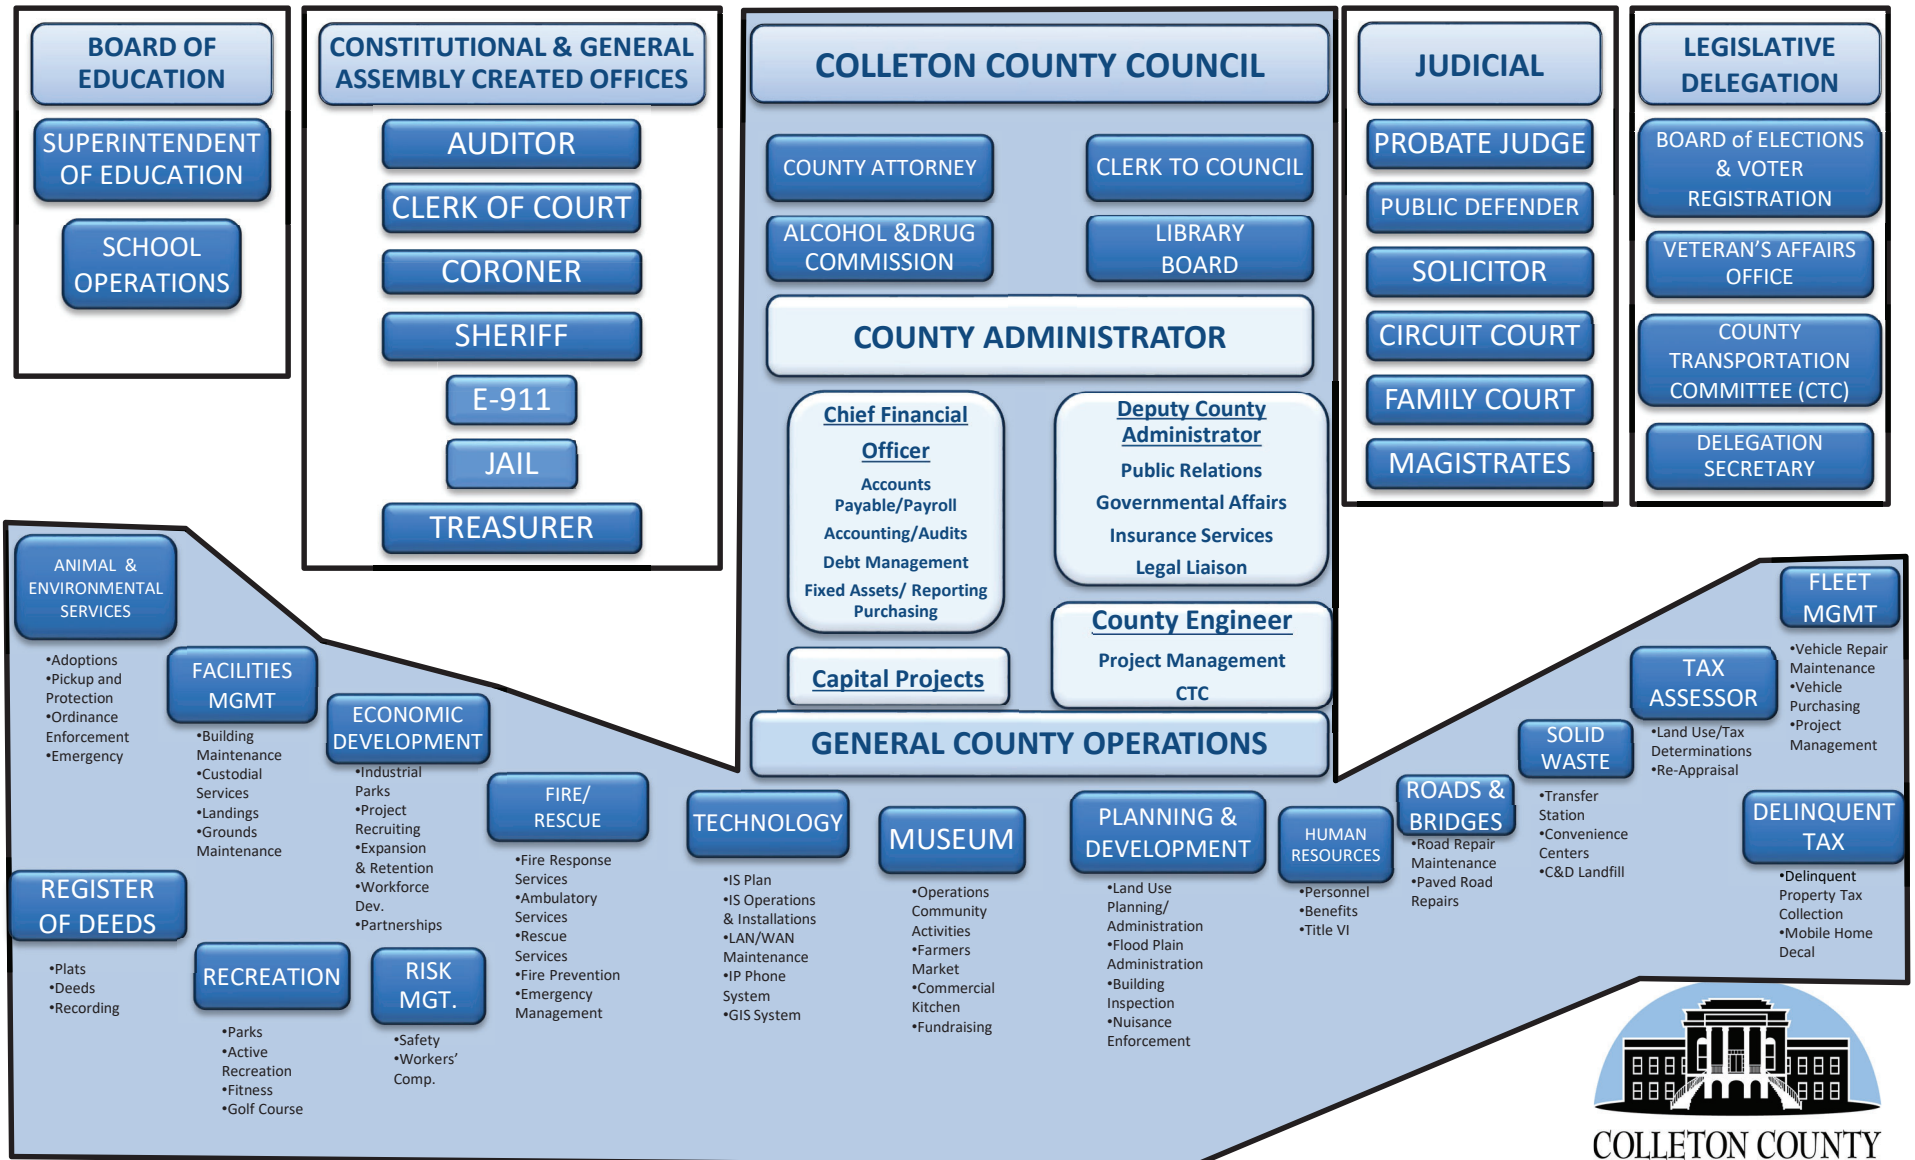 BOARD OF
EDUCATION
SUPERINTENDENT
OF EDUCATION
SCHOOL
OPERATIONS
CONSTITUTIONAL & GENERAL
ASSEMBLY CREATED OFFICES
AUDITOR
CLERK OF COURT
CORONER
SHERIFF
E-911
JAIL
TREASURER
COLLETON COUNTY COUNCIL
COUNTY ATTORNEY
CLERK TO COUNCIL
ALCOHOL &DRUG
COMMISSION
LIBRARY
BOARD
COUNTY ADMINISTRATOR
Chief Financial
Officer
Accounts
Payable/Payroll
Accounting/Audits
Debt Management
Fixed Assets/ Reporting
Purchasing
Capital Projects
Deputy County
Administrator
Public Relations
Governmental Affairs
Insurance Services
Legal Liaison
County Engineer
Project Management
CTC
GENERAL COUNTY OPERATIONS
JUDICIAL
PROBATE JUDGE
PUBLIC DEFENDER
SOLICITOR
CIRCUIT COURT
FAMILY COURT
MAGISTRATES
LEGISLATIVE
DELEGATION
BOARD of ELECTIONS
& VOTER
REGISTRATION
VETERAN'S AFFAIRS
OFFICE
COUNTY
TRANSPORTATION
COMMITTEE (CTC)
DELEGATION
SECRETARY
ANIMAL &
ENVIRONMENTAL
SERVICES
•Adoptions
•Pickup and
Protection
•Ordinance
Enforcement
•Emergency
REGISTER
OF DEEDS
•Plats
•Deeds
•Recording
FACILITIES
MGMT
•Building
Maintenance
•Custodial
Services
•Landings
•Grounds
Maintenance
RECREATION
•Parks
•Active
Recreation
•Fitness
•Golf Course
ECONOMIC
DEVELOPMENT
•Industrial
Parks
•Project
Recruiting
•Expansion
& Retention
•Workforce
Dev.
•Partnerships
RISK
MGT.
•Safety
•Workers'
Comp.
FIRE/
RESCUE
•Fire Response
Services
•Ambulatory
Services
•Rescue
Services
•Fire Prevention
•Emergency
Management
TECHNOLOGY
•IS Plan
•IS Operations
& Installations
•LAN/WAN
Maintenance
•IP Phone
System
•GIS System
MUSEUM
•Operations
Community
Activities
•Farmers
Market
•Commercial
Kitchen
•Fundraising
PLANNING &
DEVELOPMENT
•Land Use
Planning/
Administration
•Flood Plain
Administration
•Building
Inspection
•Nuisance
Enforcement
HUMAN
RESOURCES
•Personnel
•Benefits
•Title VI
ROADS &
BRIDGES
•Road Repair
Maintenance
•Paved Road
Repairs
SOLID
WASTE
•Transfer
Station
•Convenience
Centers
•C&D Landfill
TAX
ASSESSOR
•Land Use/Tax
Determinations
•Re-Appraisal
FLEET
MGMT
•Vehicle Repair
Maintenance
•Vehicle
Purchasing
•Project
Management
DELINQUENT
TAX
•Delinquent
Property Tax
Collection
•Mobile Home
Decal
COLLETON COUNTY